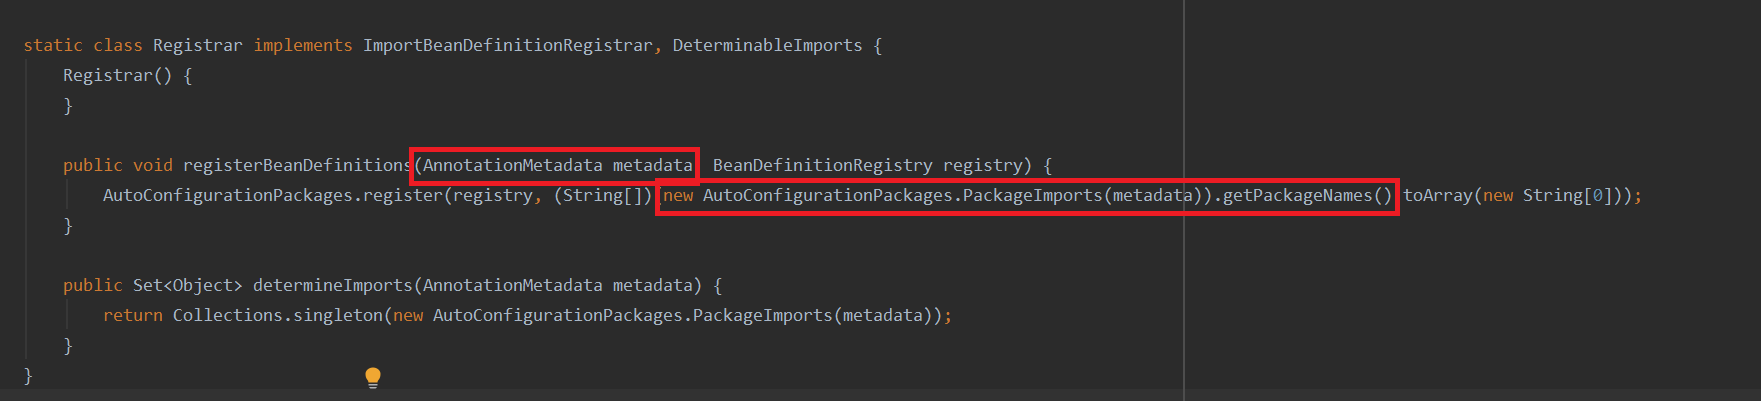 static class Registrar implements ImportBeanDefinitionRegistrar, DeterminableImports {
Registrar() {
}
public void registerBeanDefinitions(AnnotationMetadata metadata BeanDefinitionRegistry registry) {
AutoConfigurationPackages.register(registry, (String[])(new AutoConfigurationPackages.PackageImports(metadata)).getPackageNames() toArray(new String[0]));
}
public Set<Object> determineImports(AnnotationMetadata metadata) {
return Collections.singleton(new AutoConfigurationPackages.PackageImports(metadata));
}
}